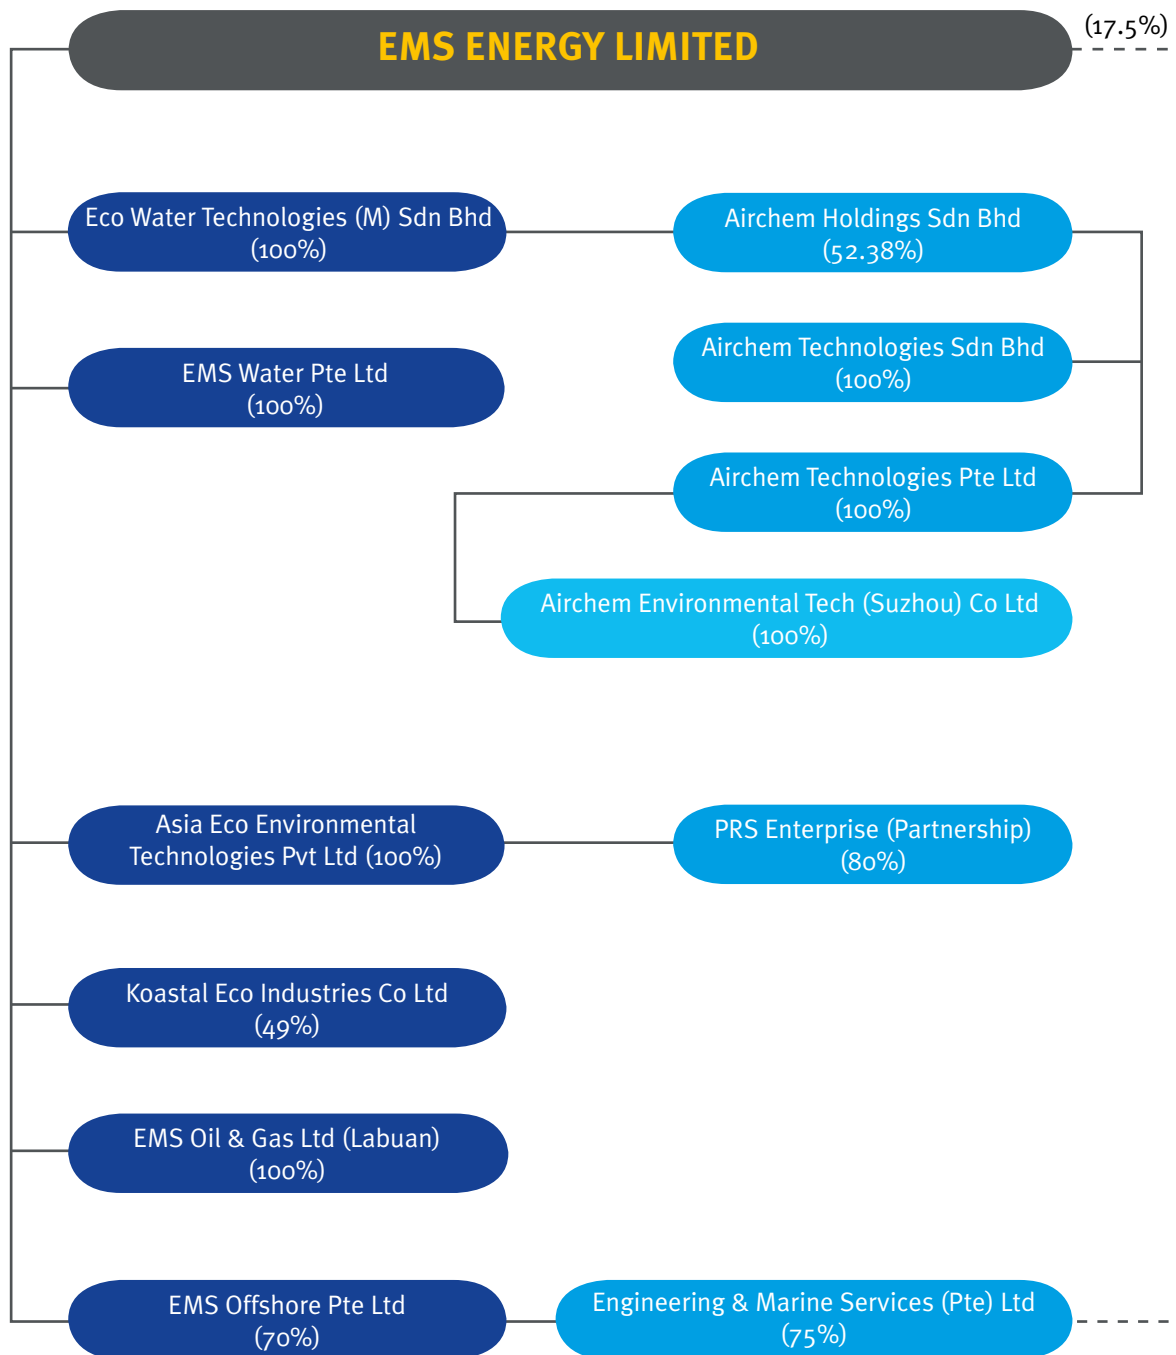 EMS ENERGY LIMITED
(17.5%)
Eco Water Technologies (M) Sdn Bhd
(100%)
Airchem Holdings Sdn Bhd
(52.38%)
EMS Water Pte Ltd
(100%)
Airchem Technologies Sdn Bhd
(100%)
Airchem Technologies Pte Ltd
(100%)
Airchem Environmental Tech (Suzhou) Co Ltd
(100%)
Asia Eco Environmental
Technologies Pvt Ltd (100%)
PRS Enterprise (Partnership)
(80%)
Koastal Eco Industries Co Ltd
(49%)
EMS Oil & Gas Ltd (Labuan)
(100%)
EMS Offshore Pte Ltd
(70%)
Engineering & Marine Services (Pte) Ltd
(75%)